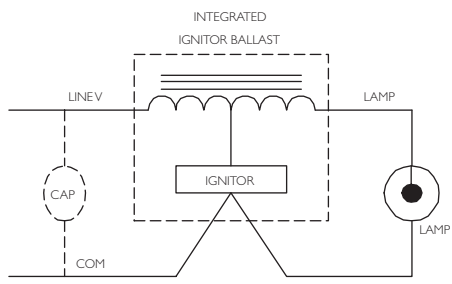 INTEGRATED
IGNITOR BALLAST
LINE V
LAMP
IGNITOR
CAP
LAMP
COM